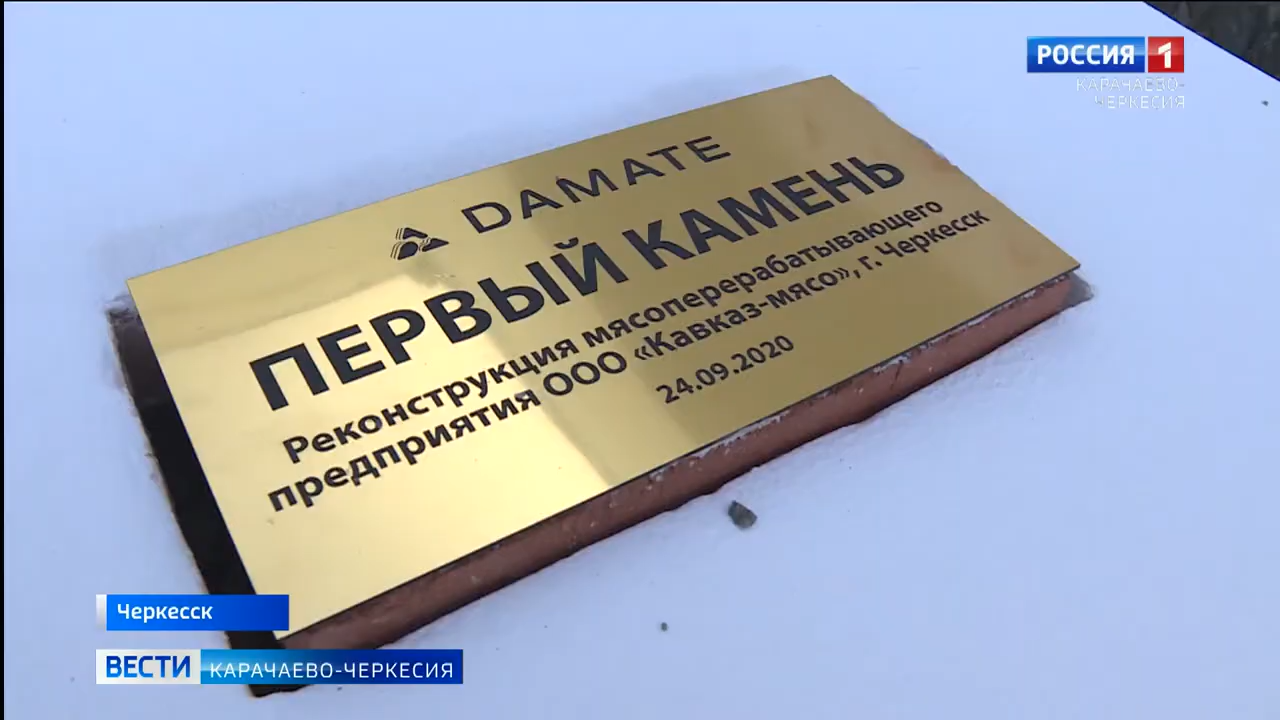 РОССИЯ 1
КАРАЧАЕВО-
ЧЕРКЕСИЯ
DAMATE
ПЕРВЫЙ КАМЕНЬ
Реконструкция мясоперерабатывающего
предприятия ООО «Кавказ-мясо», г. Черкесск
24.09.2020
Черкесск
ВЕСТИ КАРАЧАЕВО-ЧЕРКЕСИЯ